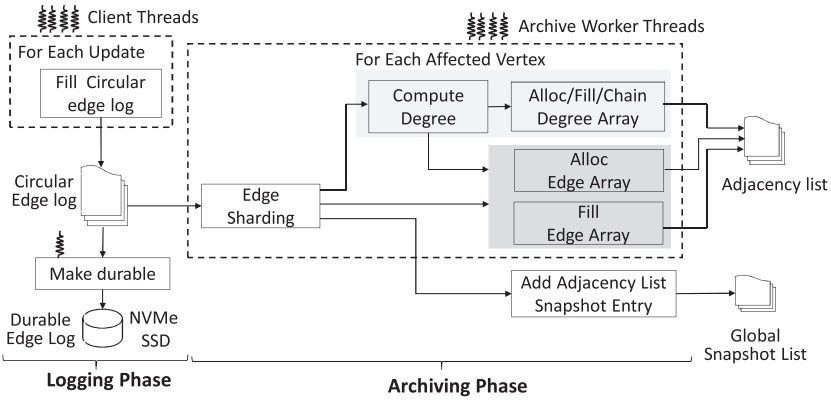 Client Threads
For Each Update
Fill Circular
edge log
Circular
Edge log
Make durable
Durable
Edge Log
NVMe
SSD
Logging Phase
Archive Worker Threads
For Each Affected Vertex
Compute
Degree
Alloc/Fill/Chain
Degree Array
Edge
Sharding
Alloc
Edge Array
Fill
Edge Array
Adjacency list
Add Adjacency List
Snapshot Entry
Global
Snapshot List
Archiving Phase